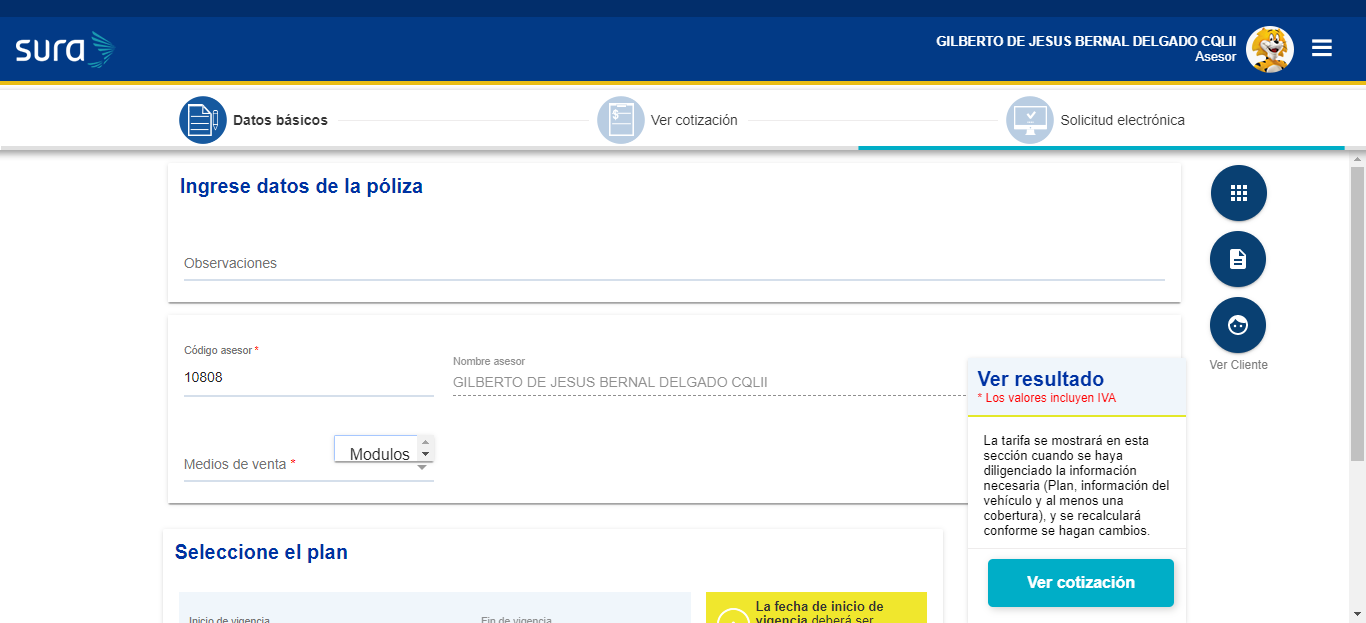 sura
GILBERTO DE JESUS BERNAL DELGADO CQLII
Asesor
Datos básicos
Ver cotización
Solicitud electrónica
Ingrese datos de la póliza
Observaciones
Ver Cliente
Código asesor *
10808
Nombre asesor
GILBERTO DE JESUS BERNAL DELGADO CQLII
Medios de venta *
Modulos
Ver resultado
* Los valores incluyen IVA
La tarifa se mostrará en esta
sección cuando se haya
diligenciado la información
necesaria (Plan, información del
vehículo y al menos una
cobertura), y se recalculará
conforme se hagan cambios.
Ver cotización
Seleccione el plan
Inicio de vigencia
Fin de vigencia
La fecha de inicio de
vigencia deberá ser